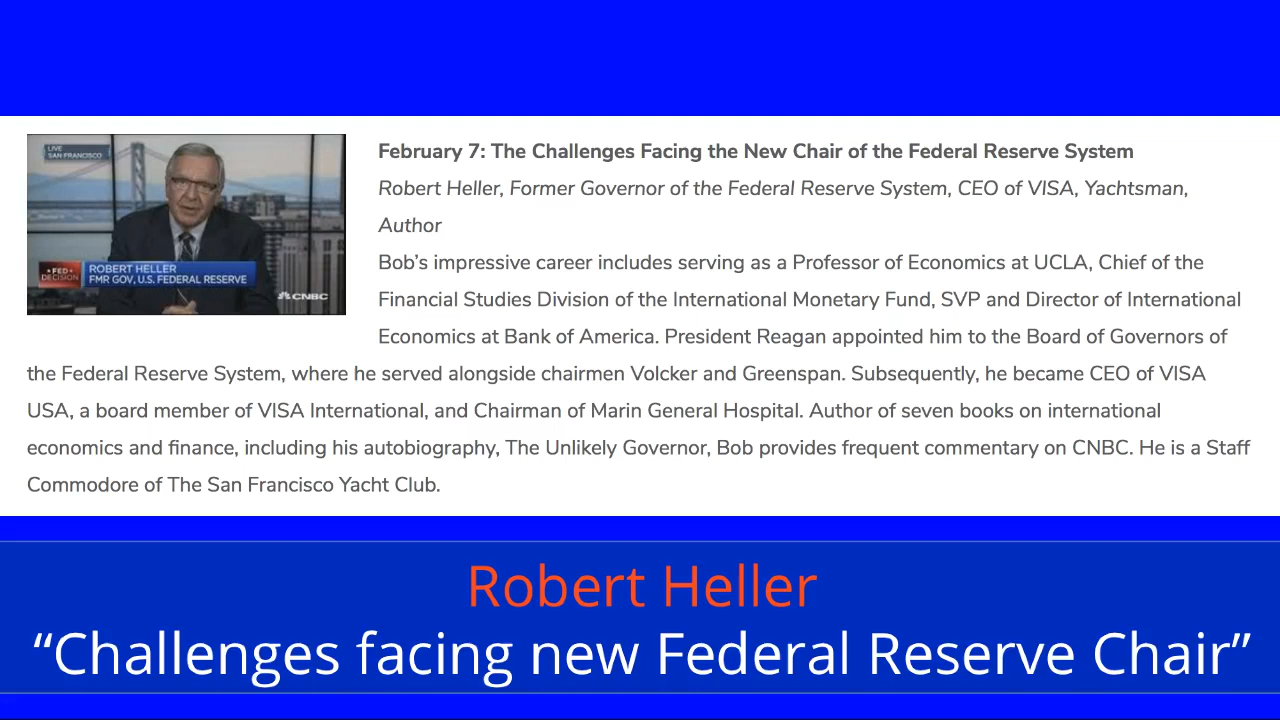 LIVE
SAN FRANCISCO
FED
DECISION
ROBERT HELLER
FMR GOV, U.S. FEDERAL RESERVE
CNBC
February 7: The Challenges Facing the New Chair of the Federal Reserve System
Robert Heller, Former Governor of the Federal Reserve System, CEO of VISA, Yachtsman,
Author
Bob’s impressive career includes serving as a Professor of Economics at UCLA, Chief of the
Financial Studies Division of the International Monetary Fund, SVP and Director of International
Economics at Bank of America. President Reagan appointed him to the Board of Governors of
the Federal Reserve System, where he served alongside chairmen Volcker and Greenspan. Subsequently, he became CEO of VISA
USA, a board member of VISA International, and Chairman of Marin General Hospital. Author of seven books on international
economics and finance, including his autobiography, The Unlikely Governor, Bob provides frequent commentary on CNBC. He is a Staff
Commodore of The San Francisco Yacht Club.
Robert Heller
“Challenges facing new Federal Reserve Chair”